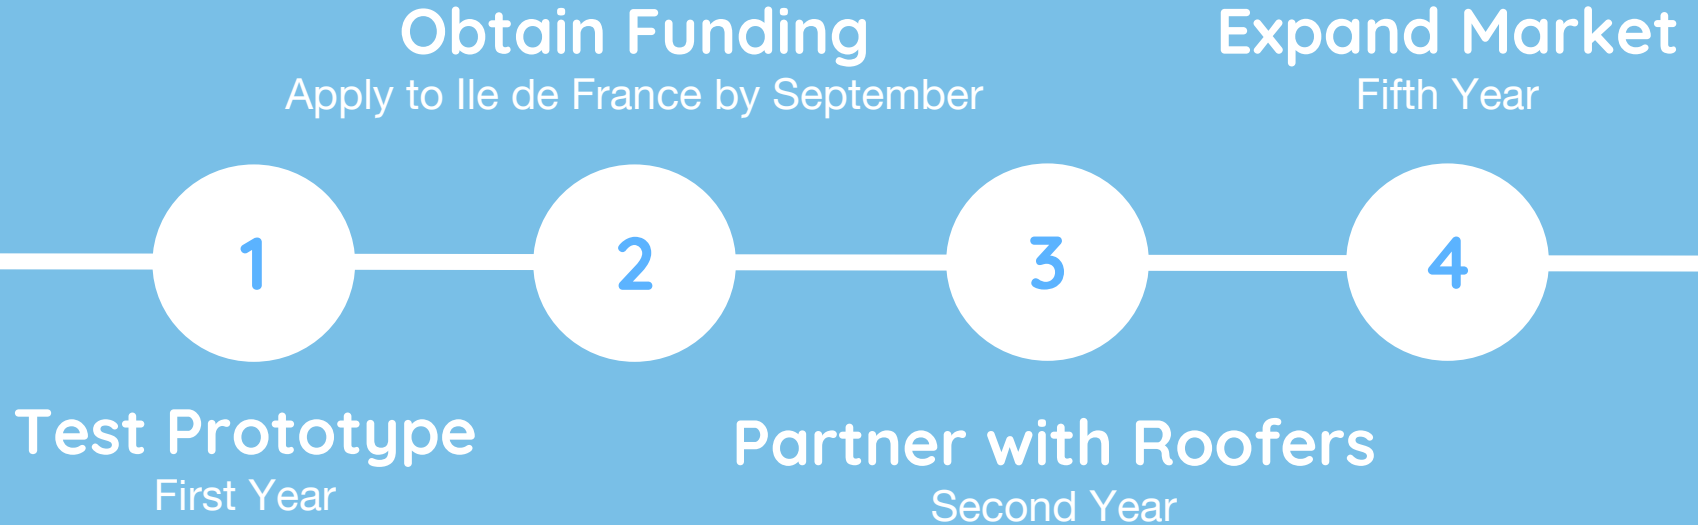 Obtain Funding
Apply to Ile de France by September
Expand Market
Fifth Year
1
2
3
4
Test Prototype
First Year
Partner with Roofers
Second Year